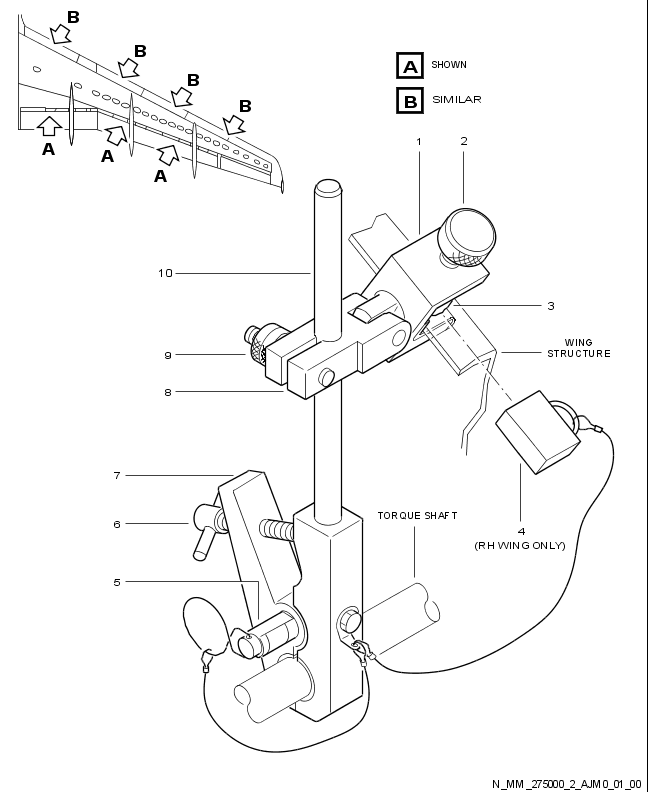 B
B
B
B
A
A
A
A SHOWN
B SIMILAR
1
2
10
3
WING
STRUCTURE
9
8
7
TORQUE SHAFT
6
4
(RH WING ONLY)
5
N_MM_275000_2_AJM0_01_00